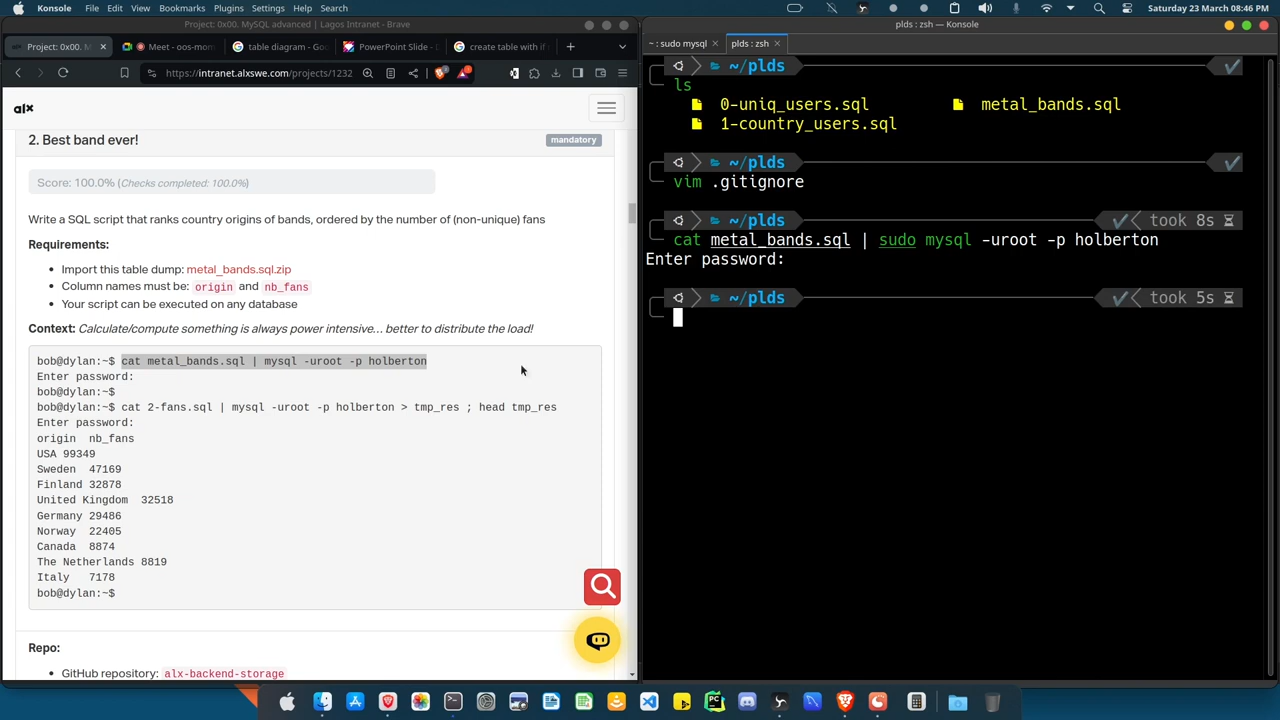 Konsole File Edit View Bookmarks Plugins Settings Help
Saturday 23 March 08:46 PM
Project: 0x00. MySQL advanced | Lagos Intranet - Brave
Project: 0x00. M
Meet - oos-mom
table diagram - Goo
PowerPoint Slide -
create table with if
https://intranet.alxswe.com/projects/1232
alx
2. Best band ever!
mandatory
Score: 100.0% (Checks completed: 100.0%)
Write a SQL script that ranks country origins of bands, ordered by the number of (non-unique) fans
Requirements:
Import this table dump: metal_bands.sql.zip
Column names must be: origin and nb_fans
Your script can be executed on any database
Context: Calculate/compute something is always power intensive… better to distribute the load!
bob@dylan:~$ cat metal_bands.sql | mysql -uroot -p holberton
Enter password:
bob@dylan:~$
bob@dylan:~$ cat 2-fans.sql | mysql -uroot -p holberton > tmp_res ; head tmp_res
Enter password:
origin nb_fans
USA 99349
Sweden 47169
Finland 32878
United Kingdom 32518
Germany 29486
Norway 22405
Canada 8874
The Netherlands 8819
Italy 7178
bob@dylan:~$
Repo:
GitHub repository: alx-backend-storage
plds : zsh — Konsole
~ : sudo mysql
plds : zsh
~/plds
ls
0-uniq_users.sql metal_bands.sql
1-country_users.sql
~/plds
vim .gitignore
~/plds took 8s
cat metal_bands.sql | sudo mysql -uroot -p holberton
Enter password:
~/plds took 5s